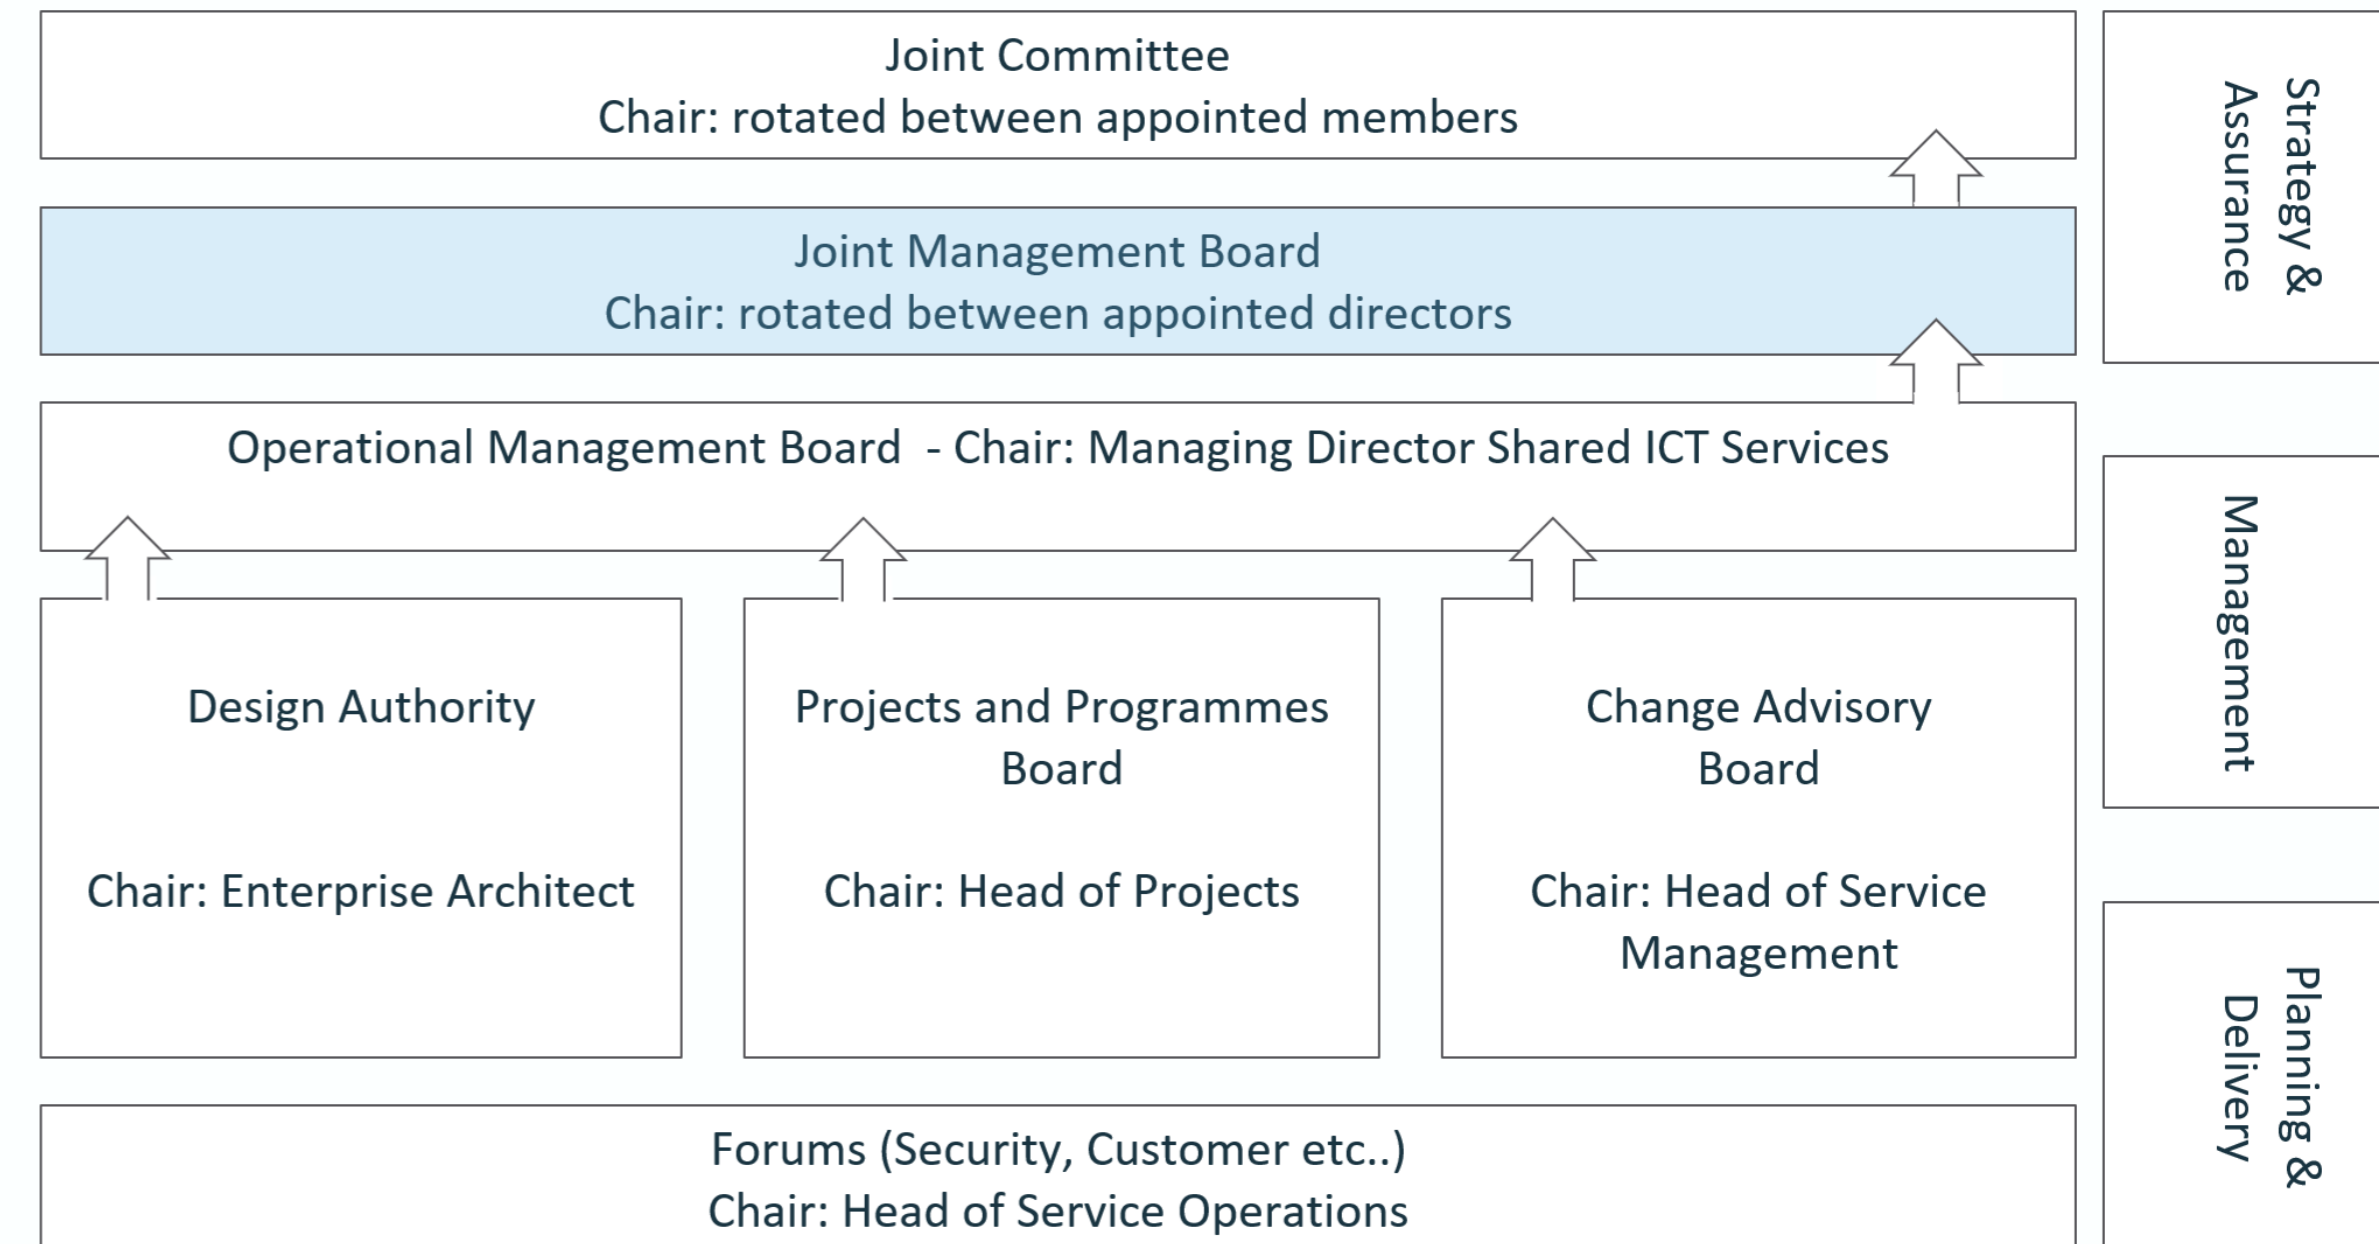 Joint Committee
Chair: rotated between appointed members
Strategy &
Assurance
Joint Management Board
Chair: rotated between appointed directors
Operational Management Board - Chair: Managing Director Shared ICT Services
Management
Design Authority
Chair: Enterprise Architect
Projects and Programmes
Board
Chair: Head of Projects
Change Advisory
Board
Chair: Head of Service
Management
Planning &
Delivery
Forums (Security, Customer etc..)
Chair: Head of Service Operations